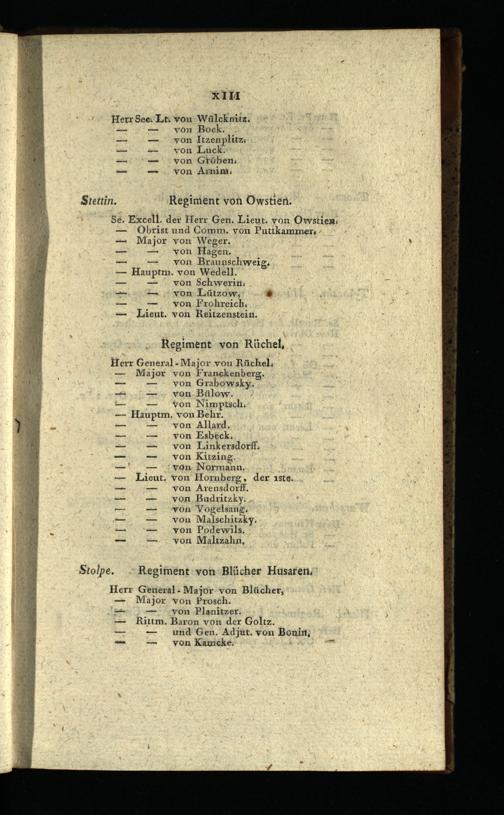 XIII
Herr Sec. Lt. von Wülcknitz.
— — von Bock.
— — von Itzenplitz.
— — von Luck.
— — von Gröben.
— — von Arnim.
Stettin. Regiment von Owstien.
Se. Excell. der Herr Gen. Lieut. von Owstien.
— Obrist und Comm. von Puttkammer.
— Major von Weger.
— — von Hagen.
— — von Braunschweig.
— Hauptm. von Wedell.
— — von Schwerin.
— — von Lützow.
— — von Frohreich.
— Lieut. von Reitzenstein.
Regiment von Rüchel.
Herr General-Major von Rüchel.
— Major von Franckenberg.
— — von Grabowsky.
— — von Bülow.
— — von Nimptsch.
— Hauptm. von Behr.
— — von Allard.
— — von Esbeck.
— — von Linkersdorff.
— — von Kitzing.
— — von Normann.
— Lieut. von Hornberg, der 1ste.
— — von Arensdorff.
— — von Budritzky.
— — von Vogelsang.
— — von Malschitzky.
— — von Podewils.
— — von Maltzahn.
Stolpe. Regiment von Blücher Husaren.
Herr General-Major von Blücher.
— Major von Prosch.
— — von Planitzer.
— Rittm. Baron von der Goltz.
— — und Gen. Adjut. von Bonin.
— — von Kamcke.